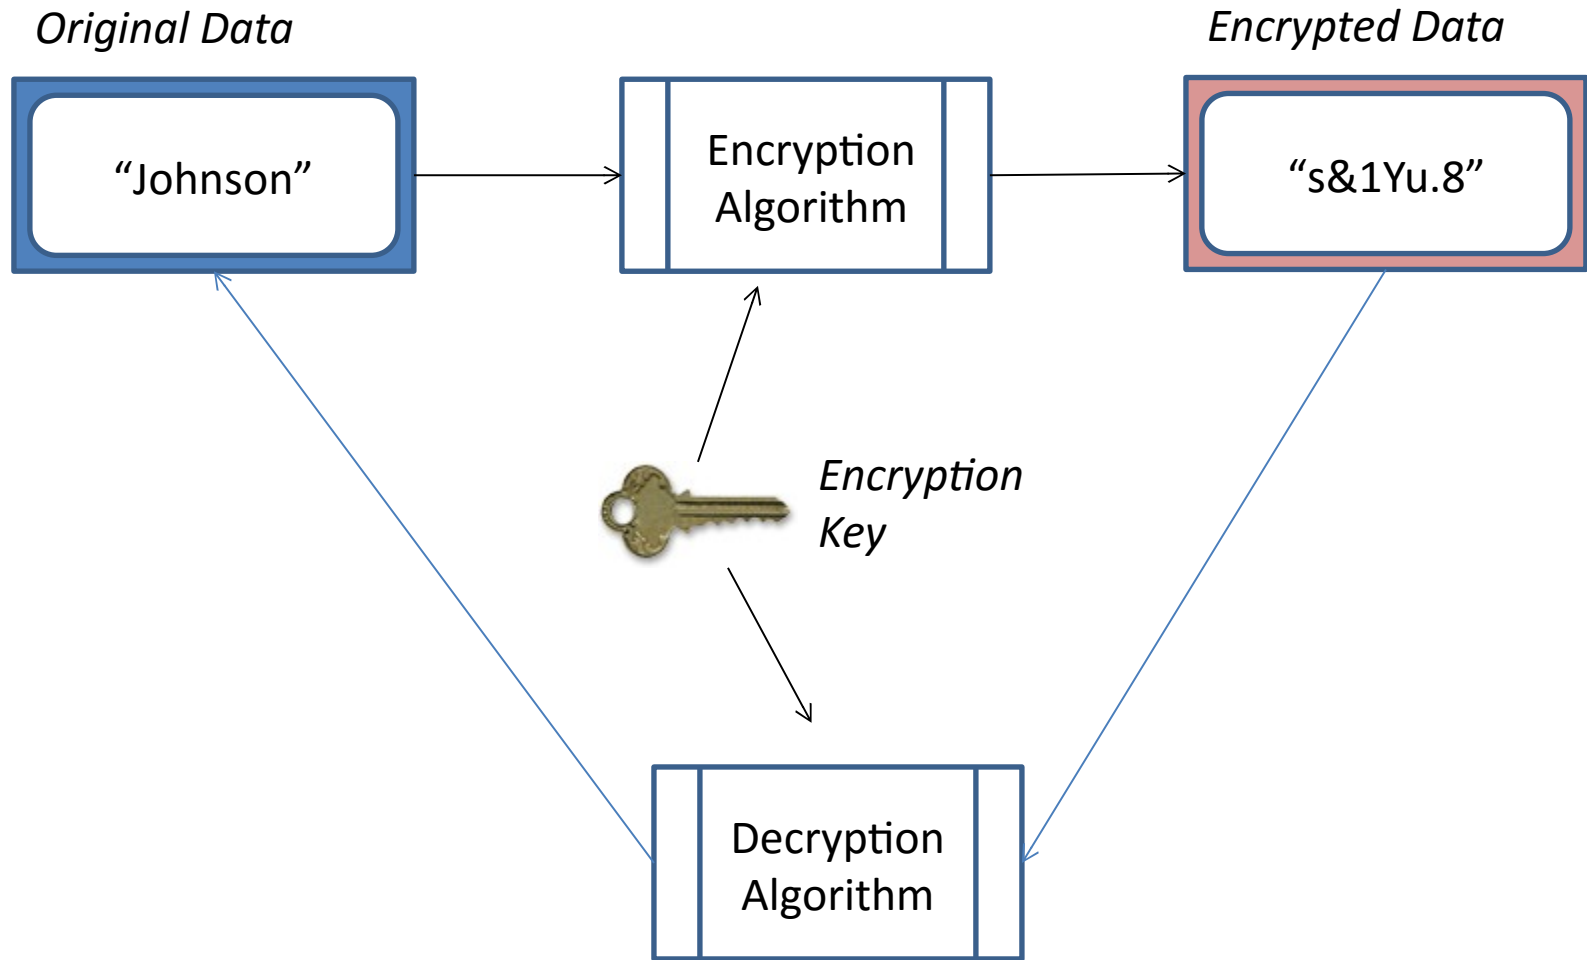 Original Data
Encrypted Data
“Johnson”
Encryption
Algorithm
“s&1Yu.8”
Encryption
Key
Decryption
Algorithm